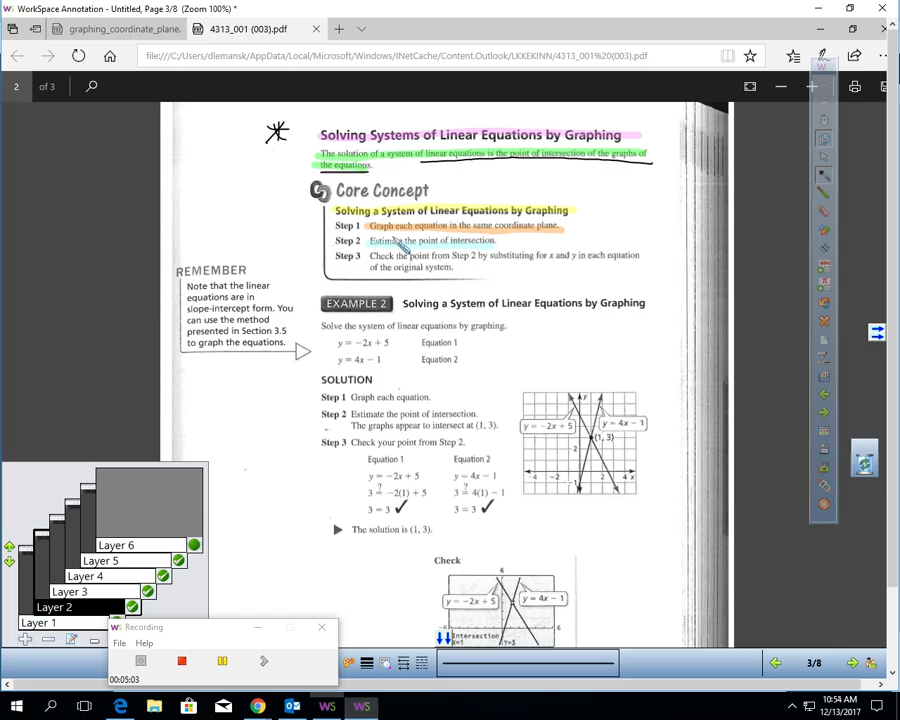 WorkSpace Annotation - Untitled, Page 3/8 (Zoom 100%) *
graphing_coordinate_plane.
4313_001 (003).pdf
file:///C:/Users/dlemansk/AppData/Local/Microsoft/Windows/INetCache/Content.Outlook/LKKEKINN/4313_001%20(003).pdf
2 of 3
Solving Systems of Linear Equations by Graphing
The solution of a system of linear equations is the point of intersection of the graphs of
the equations.
Core Concept
Solving a System of Linear Equations by Graphing
Step 1 Graph each equation in the same coordinate plane.
Step 2 Estimate the point of intersection.
Step 3 Check the point from Step 2 by substituting for x and y in each equation
of the original system.
REMEMBER
Note that the linear
equations are in
slope-intercept form. You
can use the method
presented in Section 3.5
to graph the equations.
EXAMPLE 2 Solving a System of Linear Equations by Graphing
Solve the system of linear equations by graphing.
y = −2x + 5 Equation 1
y = 4x − 1 Equation 2
SOLUTION
Step 1 Graph each equation.
Step 2 Estimate the point of intersection.
The graphs appear to intersect at (1, 3).
Step 3 Check your point from Step 2.
Equation 1 Equation 2
y = −2x + 5 y = 4x − 1
3 ≟ −2(1) + 5 3 ≟ 4(1) − 1
3 = 3 ✓ 3 = 3 ✓
The solution is (1, 3).
y
y = −2x + 5
y = 4x − 1
(1, 3)
2
−4 −2 2 4 x
−1
Check
6
y = −2x + 5
y = 4x − 1
−6 6
Intersection
X=1 Y=3
Layer 6
Layer 5
Layer 4
Layer 3
Layer 2
Layer 1
WS Recording
File Help
00:05:03
3/8
10:54 AM
12/13/2017